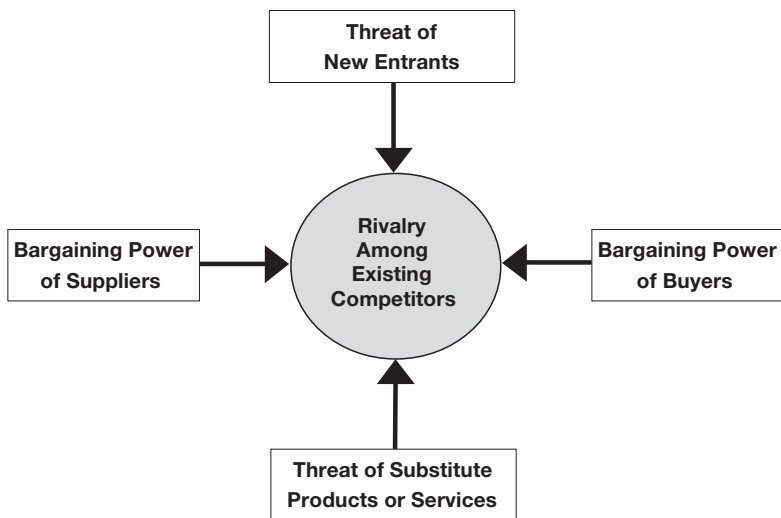 Threat of
New Entrants
Rivalry
Among
Existing
Competitors
Bargaining Power
of Suppliers
Bargaining Power
of Buyers
Threat of Substitute
Products or Services